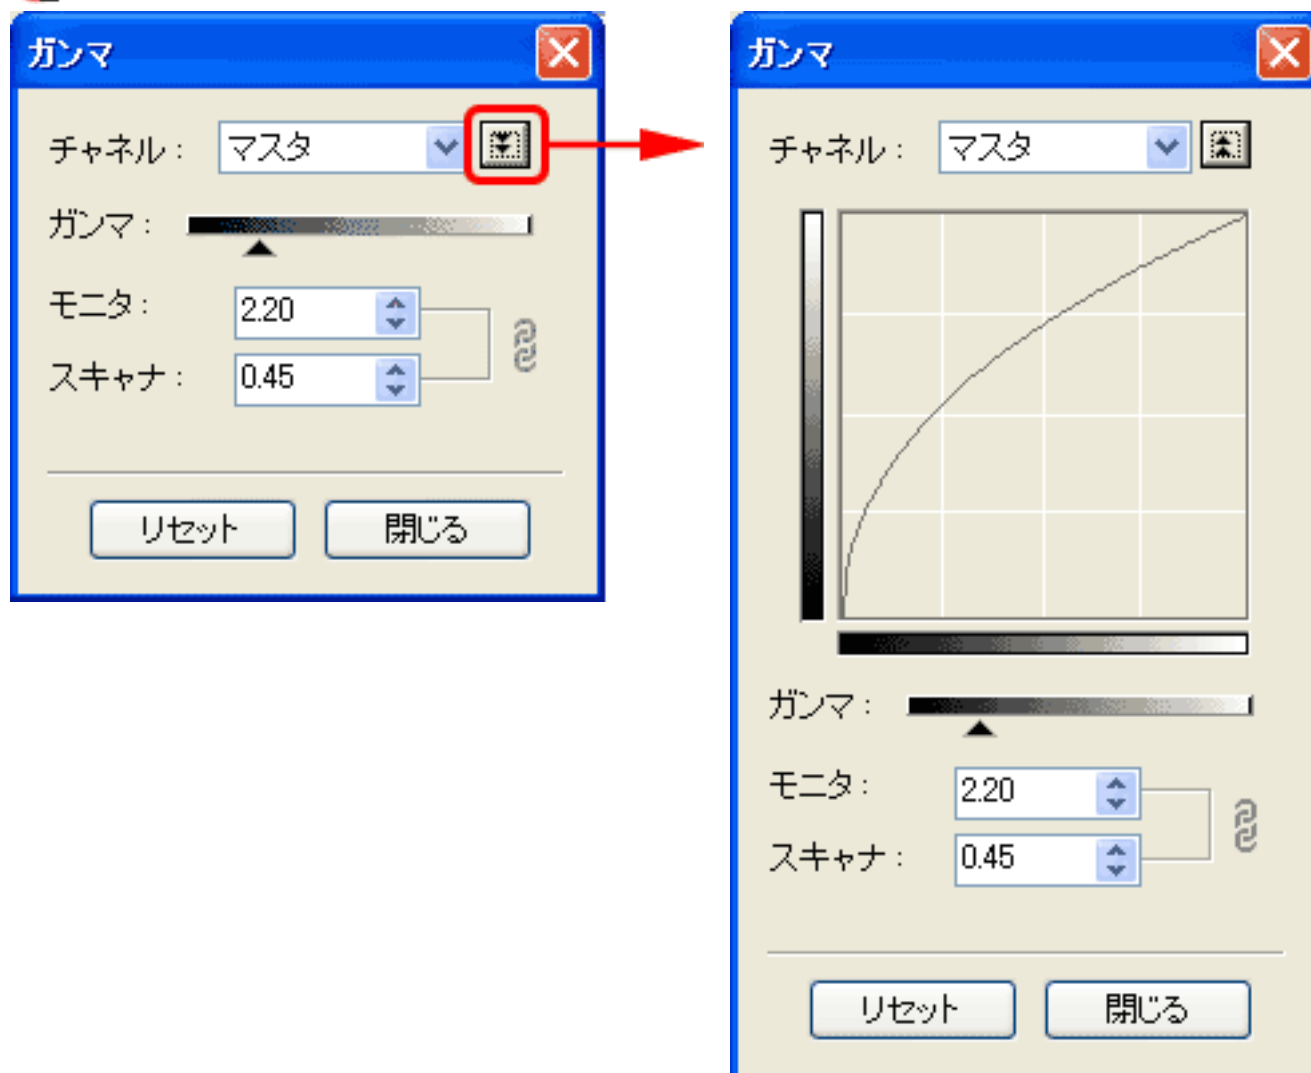 ガンマ
チャネル： マスタ
ガンマ：
モニタ： 2.20
スキャナ： 0.45
リセット 閉じる
ガンマ
チャネル： マスタ
ガンマ：
モニタ： 2.20
スキャナ： 0.45
リセット 閉じる